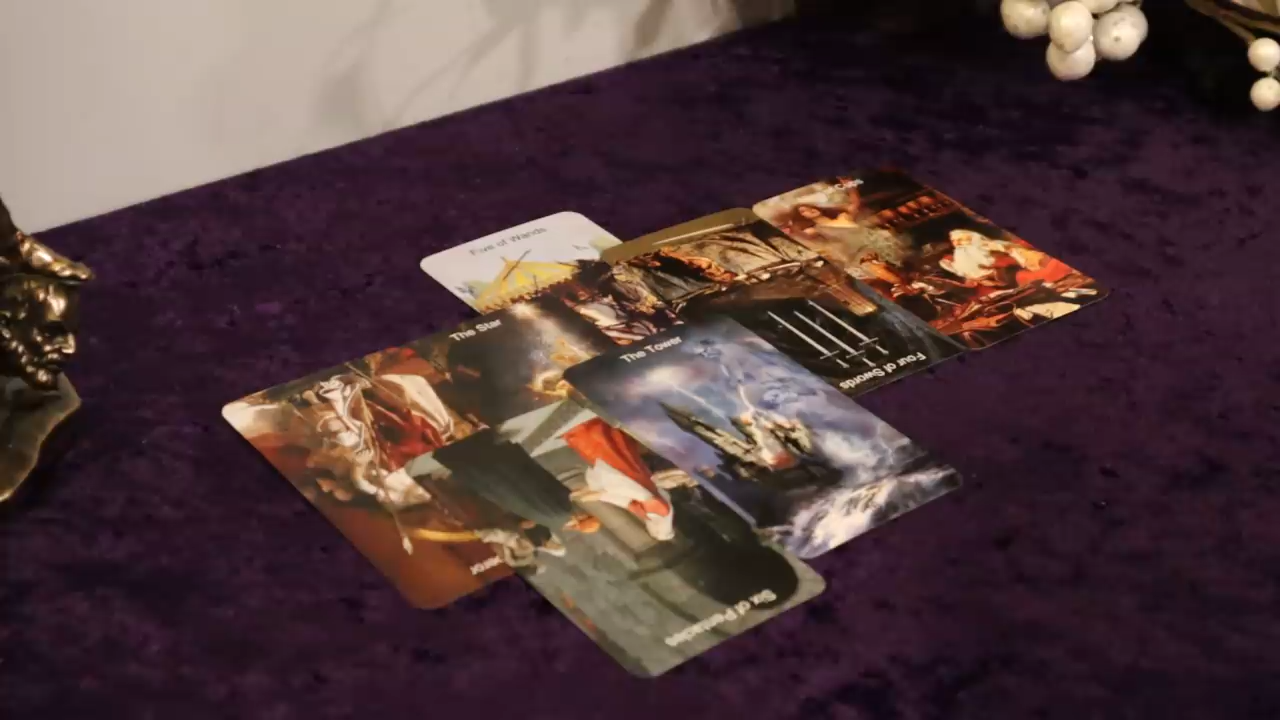 Five of Wands
The Star
The Tower
Four of Swords
Six of Pentacles